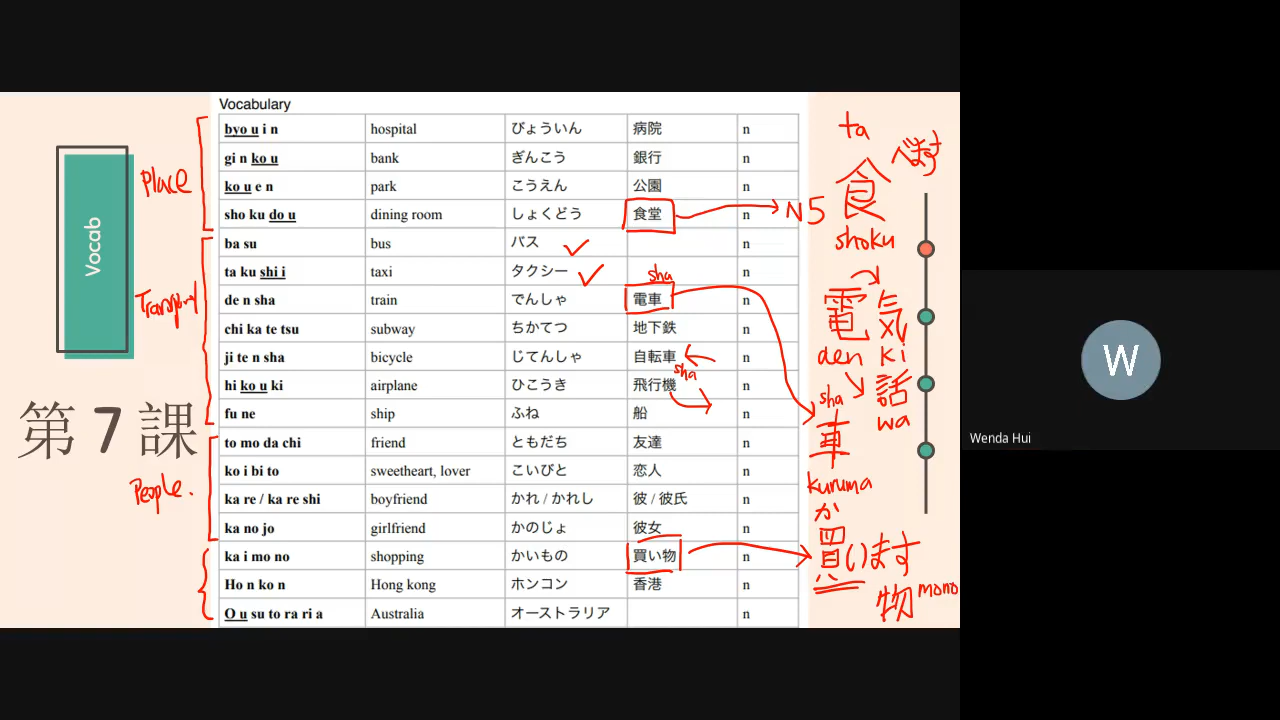 Vocabulary
byo u i n hospital びょういん 病院 n
gi n ko u bank ぎんこう 銀行 n
ko u e n park こうえん 公園 n
sho ku do u dining room しょくどう 食堂 n
ba su bus バス n
ta ku shi i taxi タクシー n
de n sha train でんしゃ 電車 n
chi ka te tsu subway ちかてつ 地下鉄 n
ji te n sha bicycle じてんしゃ 自転車 n
hi ko u ki airplane ひこうき 飛行機 n
fu ne ship ふね 船 n
to mo da chi friend ともだち 友達 n
ko i bi to sweetheart, lover こいびと 恋人 n
ka re / ka re shi boyfriend かれ / かれし 彼 / 彼氏 n
ka no jo girlfriend かのじょ 彼女 n
ka i mo no shopping かいもの 買い物 n
Ho n ko n Hong kong ホンコン 香港 n
O u su to ra ri a Australia オーストラリア n
Vocab
第 7 課
Place
People.
sha
sha
N5
ta
食べます
shoku
電気
den ki
話
wa
sha
車
kuruma
か
買います
物 mono
W
Wenda Hui